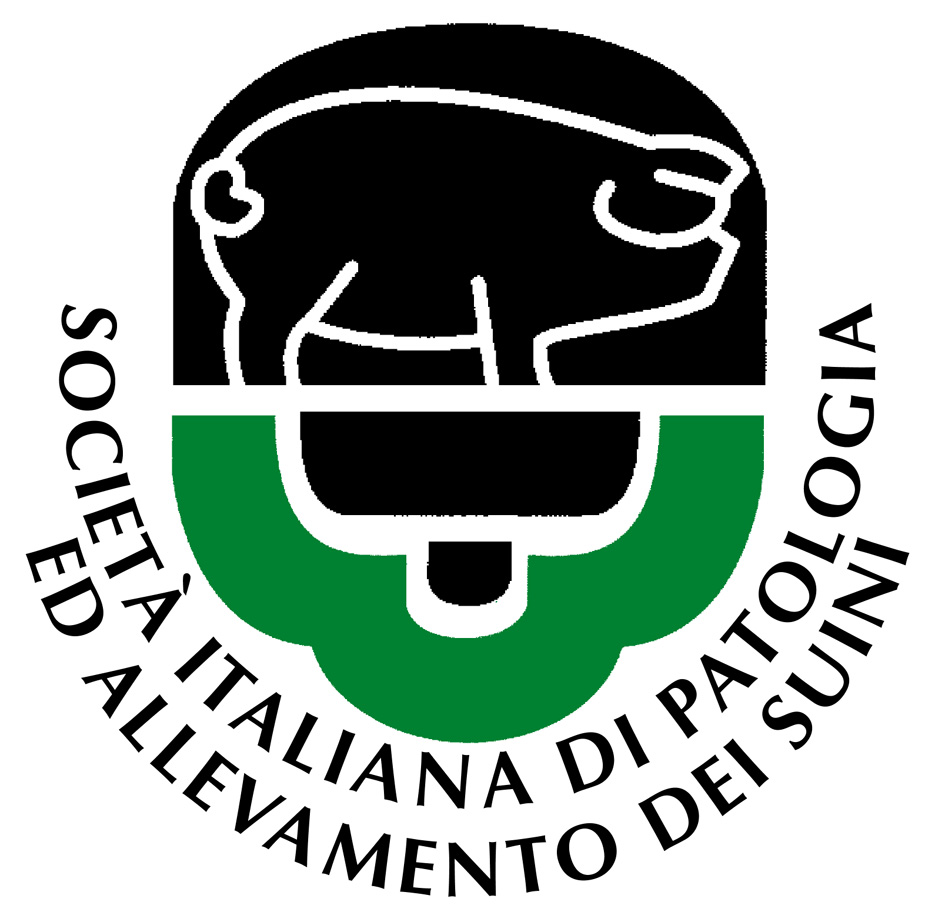 SOCIETÀ ITALIANA DI PATOLOGIA
ED ALLEVAMENTO DEI SUINI